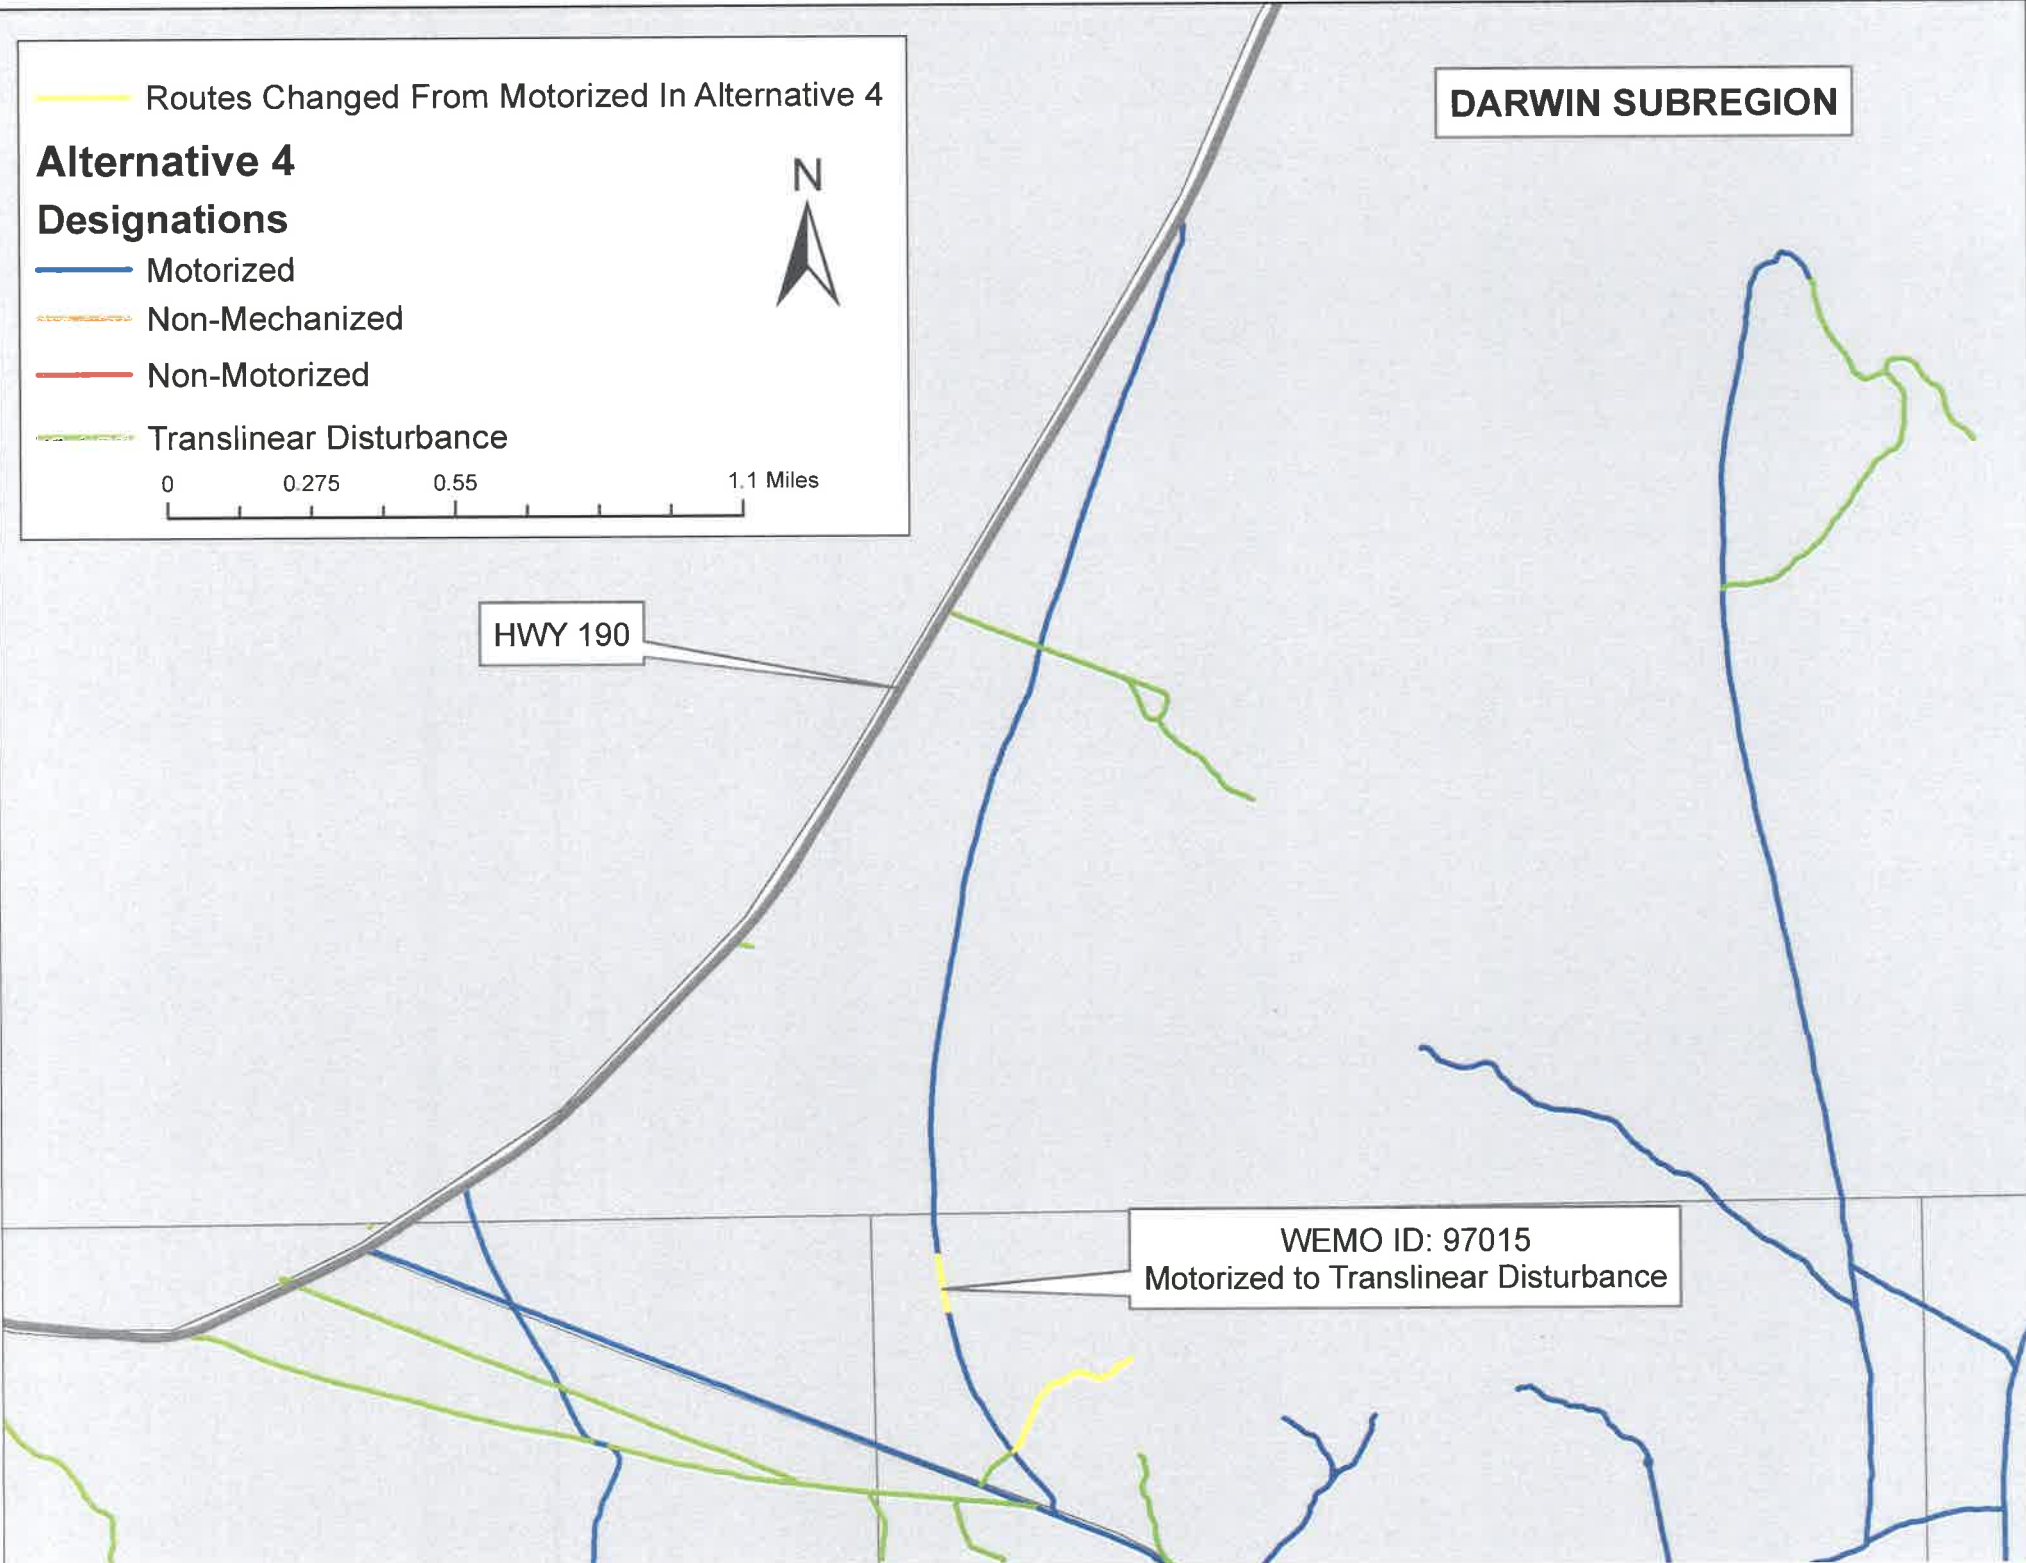 Routes Changed From Motorized In Alternative 4
DARWIN SUBREGION
Alternative 4
Designations
N
Motorized
Non-Mechanized
Non-Motorized
Translinear Disturbance
0 0.275 0.55 1.1 Miles
HWY 190
WEMO ID: 97015
Motorized to Translinear Disturbance